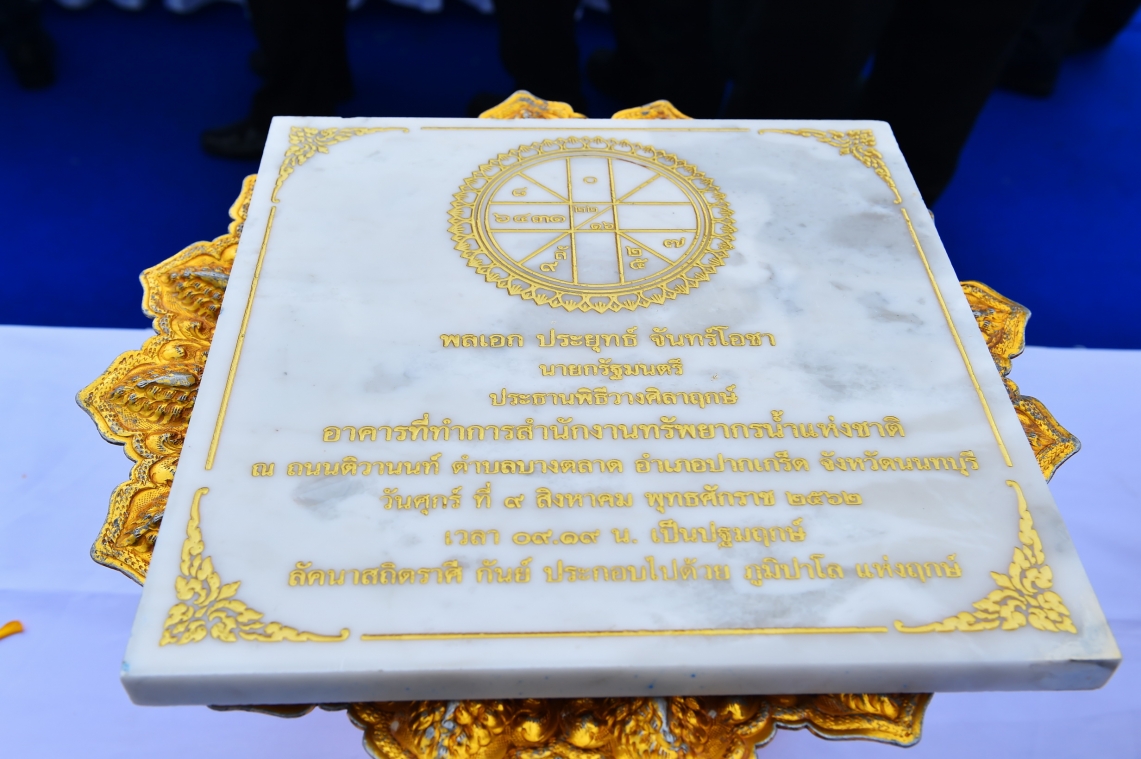 ๘ ๐
๖ ๔ ๓ ๑
๒ ๗
๙ ๕
พลเอก ประยุทธ์ จันทร์โอชา
นายกรัฐมนตรี
ประธานพิธีวางศิลาฤกษ์
อาคารที่ทำการสำนักงานทรัพยากรน้ำแห่งชาติ
ณ ถนนติวานนท์ ตำบลบางตลาด อำเภอปากเกร็ด จังหวัดนนทบุรี
วันศุกร์ ที่ ๙ สิงหาคม พุทธศักราช ๒๕๖๒
เวลา ๐๙.๑๙ น. เป็นปฐมฤกษ์
ลัคนาสถิตราศี กันย์ ประกอบไปด้วย ภูมิปาโล แห่งฤกษ์